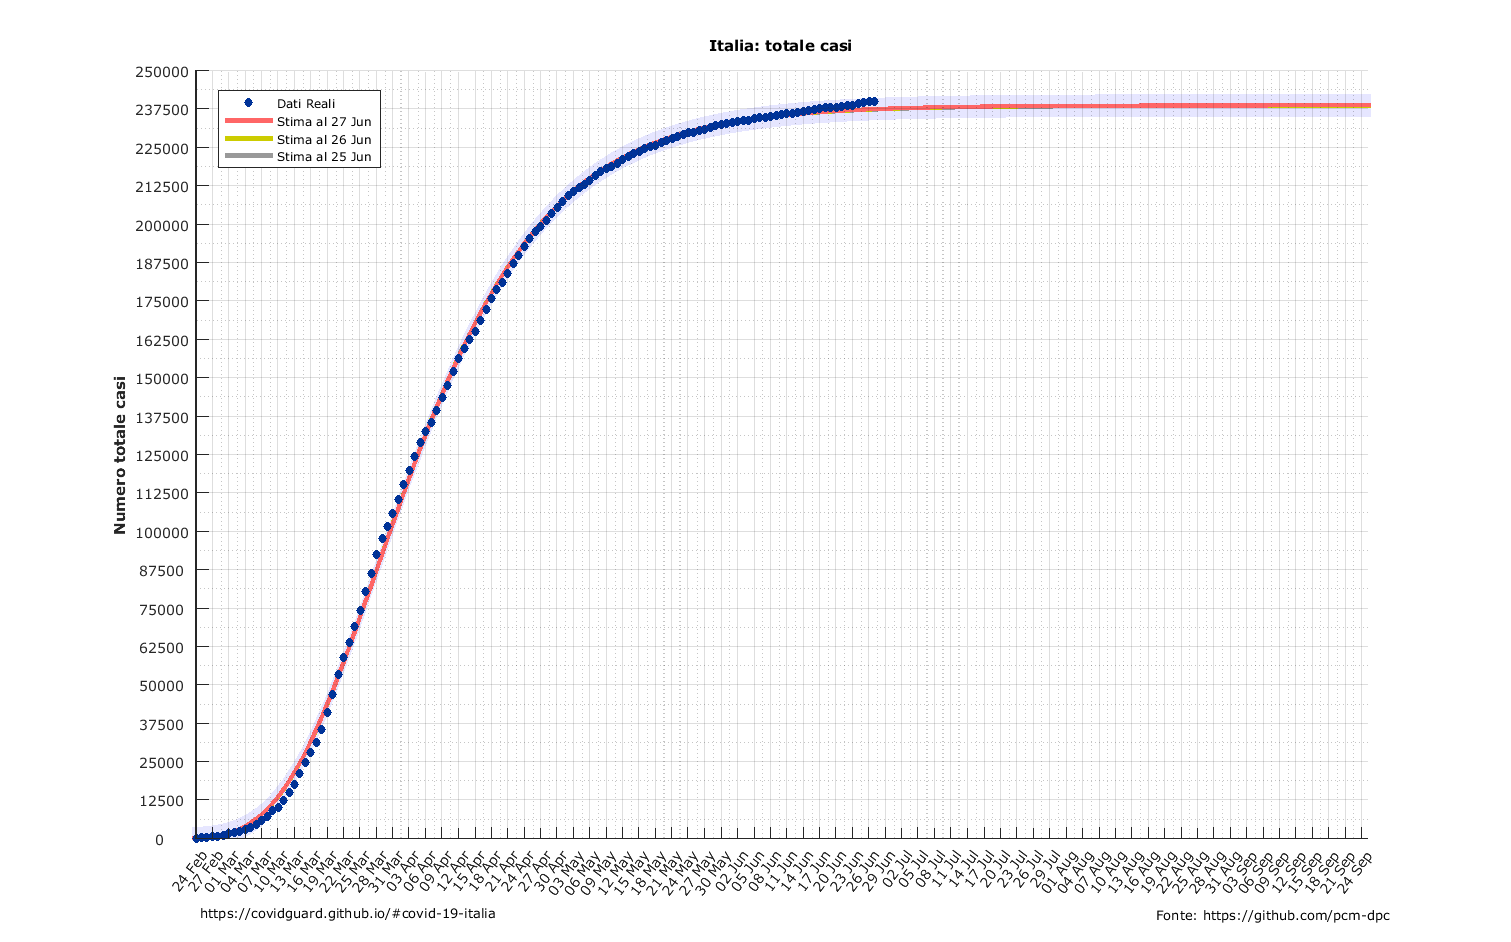 Italia: totale casi
250000
237500
225000
212500
200000
187500
175000
162500
150000
137500
125000
112500
100000
87500
75000
62500
50000
37500
25000
12500
0
Numero totale casi
Dati Reali
Stima al 27 Jun
Stima al 26 Jun
Stima al 25 Jun
24 Feb
27 Feb
01 Mar
04 Mar
07 Mar
10 Mar
13 Mar
16 Mar
19 Mar
22 Mar
25 Mar
28 Mar
31 Mar
03 Apr
06 Apr
09 Apr
12 Apr
15 Apr
18 Apr
21 Apr
24 Apr
27 Apr
30 Apr
03 May
06 May
09 May
12 May
15 May
18 May
21 May
24 May
27 May
30 May
02 Jun
05 Jun
08 Jun
11 Jun
14 Jun
17 Jun
20 Jun
23 Jun
26 Jun
29 Jun
02 Jul
05 Jul
08 Jul
11 Jul
14 Jul
17 Jul
20 Jul
23 Jul
26 Jul
29 Jul
01 Aug
04 Aug
07 Aug
10 Aug
13 Aug
16 Aug
19 Aug
22 Aug
25 Aug
28 Aug
31 Aug
03 Sep
06 Sep
09 Sep
12 Sep
15 Sep
18 Sep
21 Sep
24 Sep
https://covidguard.github.io/#covid-19-italia
Fonte: https://github.com/pcm-dpc